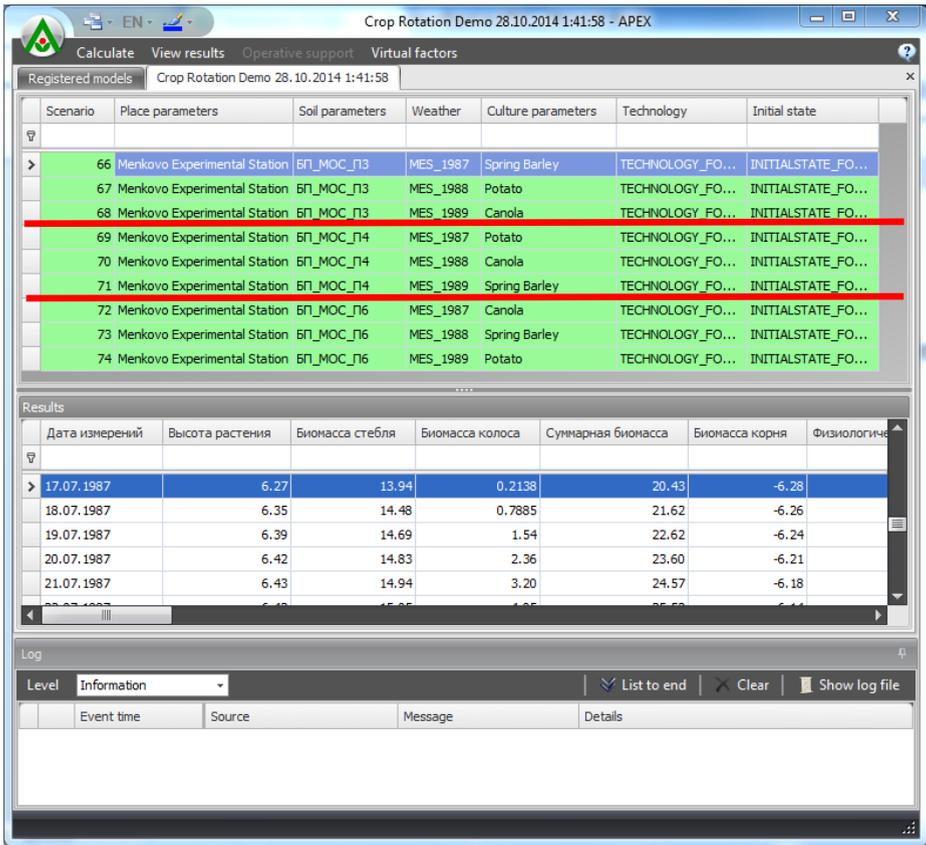 EN
Crop Rotation Demo 28.10.2014 1:41:58 - APEX
Calculate View results Operative support Virtual factors
Registered models Crop Rotation Demo 28.10.2014 1:41:58
Scenario Place parameters Soil parameters Weather Culture parameters Technology Initial state
66 Menkovo Experimental Station БП_МОС_П3 MES_1987 Spring Barley TECHNOLOGY_FO... INITIALSTATE_FO...
67 Menkovo Experimental Station БП_МОС_П3 MES_1988 Potato TECHNOLOGY_FO... INITIALSTATE_FO...
68 Menkovo Experimental Station БП_МОС_П3 MES_1989 Canola TECHNOLOGY_FO... INITIALSTATE_FO...
69 Menkovo Experimental Station БП_МОС_П4 MES_1987 Potato TECHNOLOGY_FO... INITIALSTATE_FO...
70 Menkovo Experimental Station БП_МОС_П4 MES_1988 Canola TECHNOLOGY_FO... INITIALSTATE_FO...
71 Menkovo Experimental Station БП_МОС_П4 MES_1989 Spring Barley TECHNOLOGY_FO... INITIALSTATE_FO...
72 Menkovo Experimental Station БП_МОС_П6 MES_1987 Canola TECHNOLOGY_FO... INITIALSTATE_FO...
73 Menkovo Experimental Station БП_МОС_П6 MES_1988 Spring Barley TECHNOLOGY_FO... INITIALSTATE_FO...
74 Menkovo Experimental Station БП_МОС_П6 MES_1989 Potato TECHNOLOGY_FO... INITIALSTATE_FO...
Results
Дата измерений Высота растения Биомасса стебля Биомасса колоса Суммарная биомасса Биомасса корня Физиологиче
17.07.1987 6.27 13.94 0.2138 20.43 -6.28
18.07.1987 6.35 14.48 0.7885 21.62 -6.26
19.07.1987 6.39 14.69 1.54 22.62 -6.24
20.07.1987 6.42 14.83 2.36 23.60 -6.21
21.07.1987 6.43 14.94 3.20 24.57 -6.18
Log
Level Information List to end Clear Show log file
Event time Source Message Details